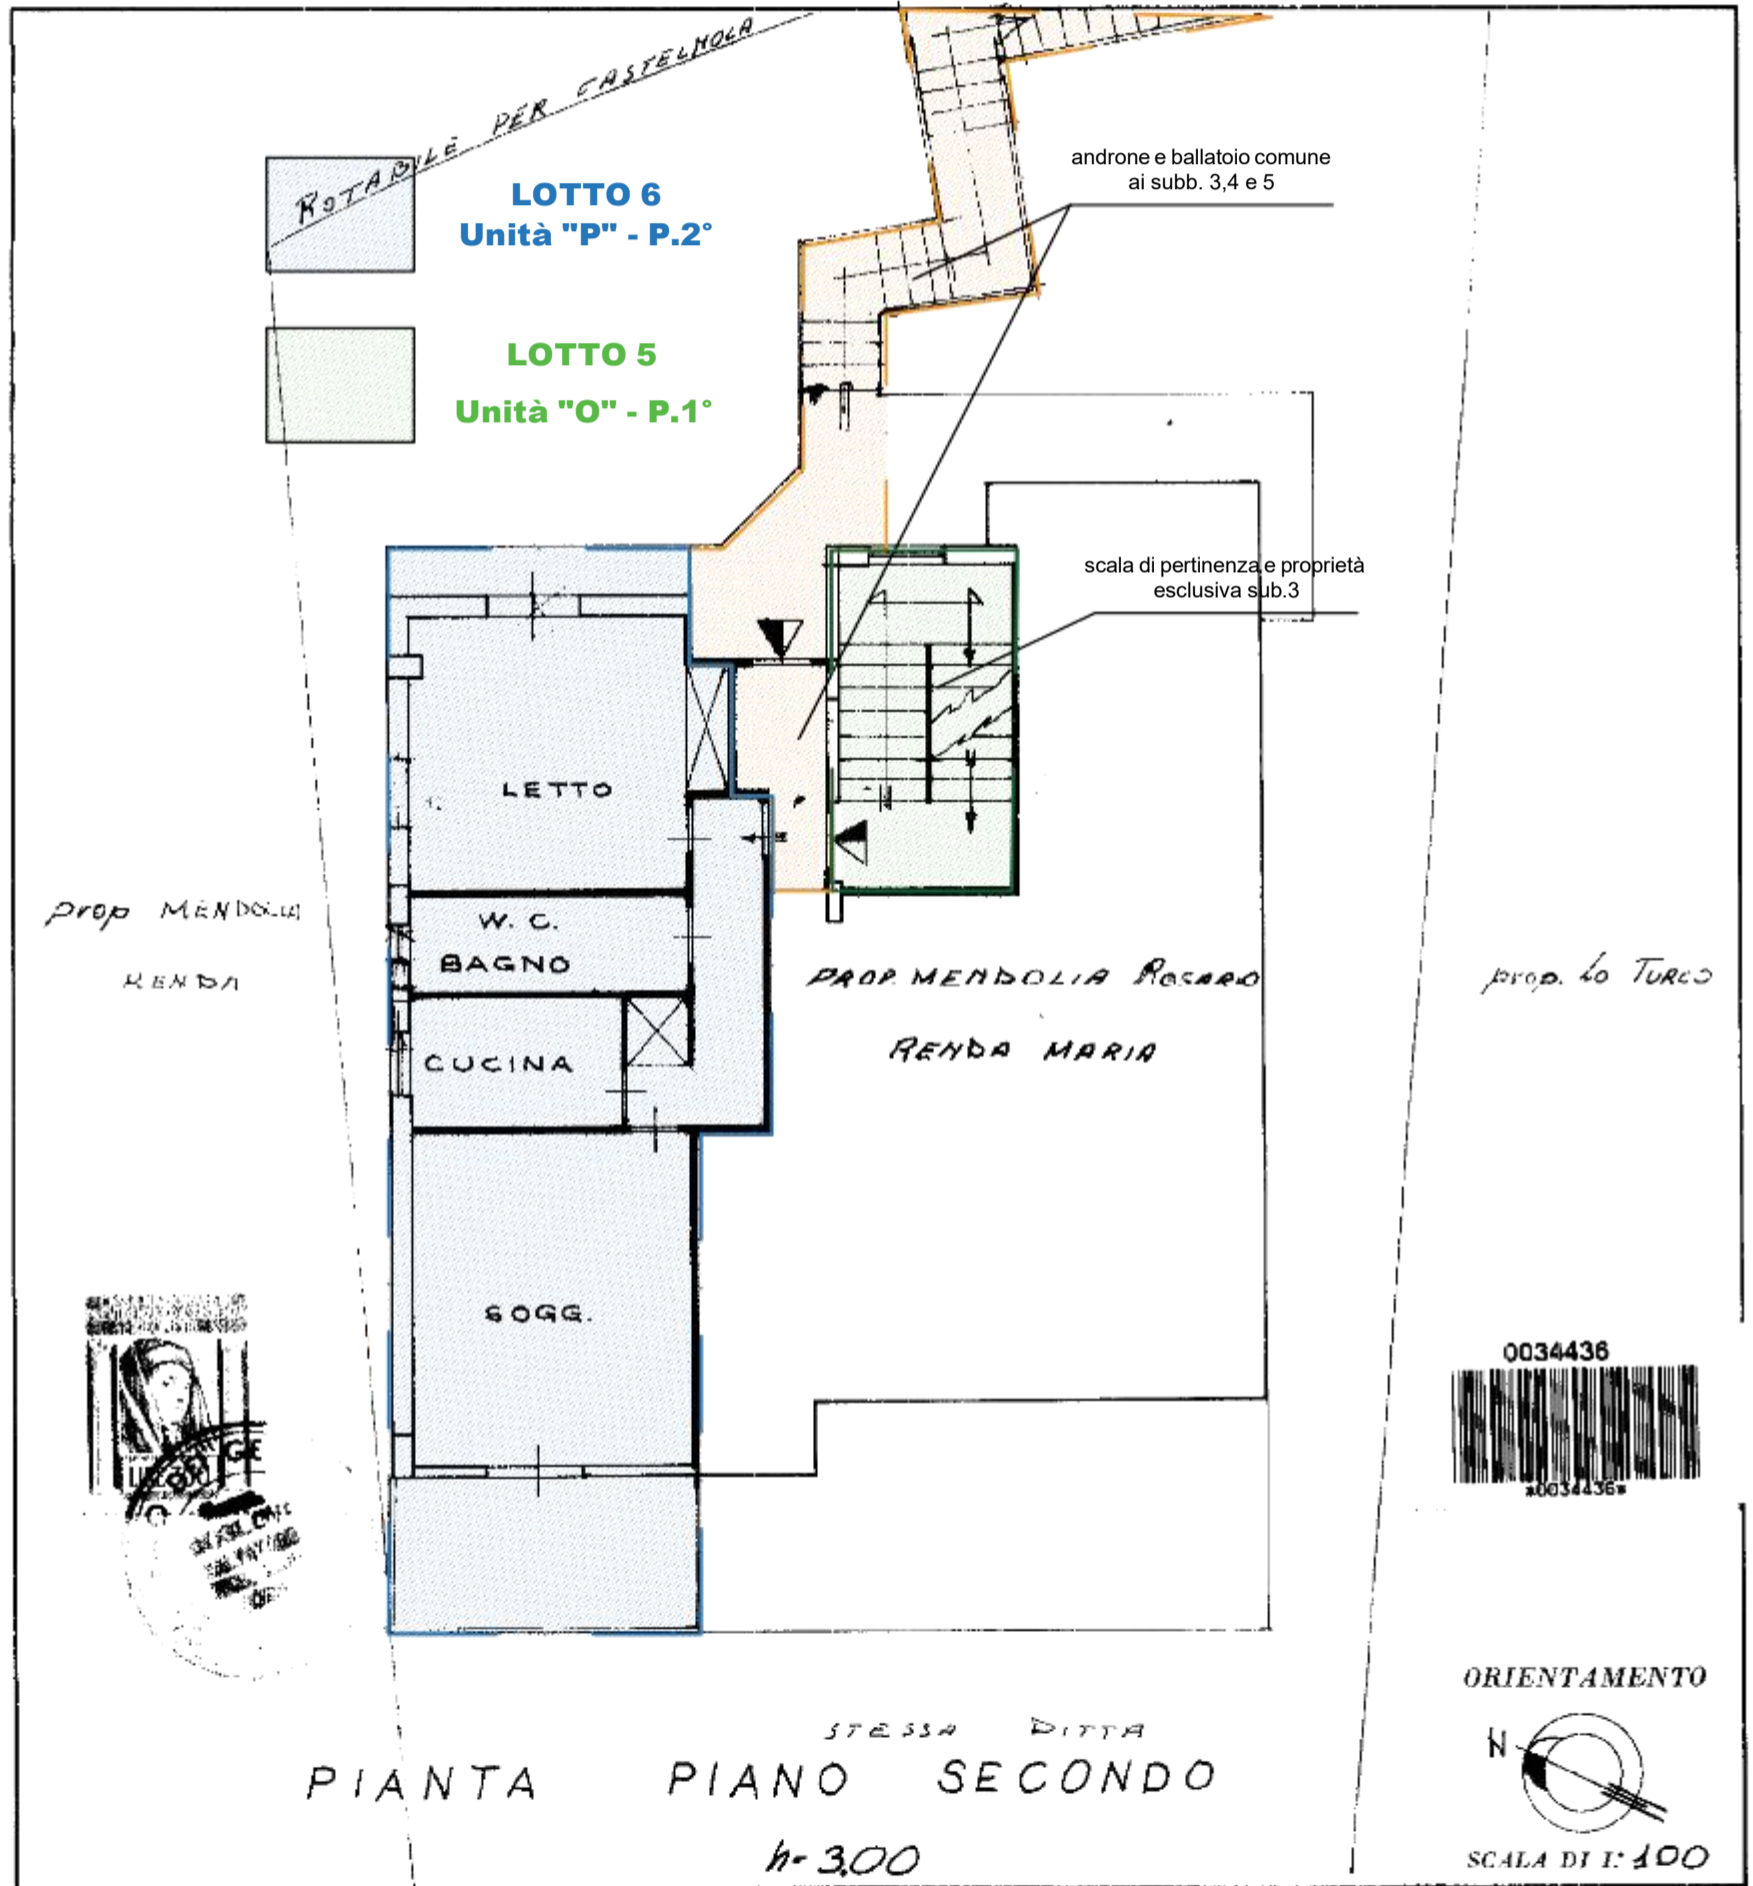 ROTABILE PER CASTELMOLA
androne e ballatoio comune
ai subb. 3,4 e 5
LOTTO 6
Unità "P" - P.2°
LOTTO 5
Unità "O" - P.1°
scala di pertinenza e proprietà
esclusiva sub.3
LETTO
W. C.
BAGNO
CUCINA
SOGG.
prop MENDOLIA
RENDA
PROP. MENDOLIA ROSARIO
RENDA MARIA
prop. Lo TURCO
0034436
*0034436*
STESSA DITTA
PIANTA PIANO SECONDO
h=3,00
ORIENTAMENTO
N
SCALA DI 1: 100